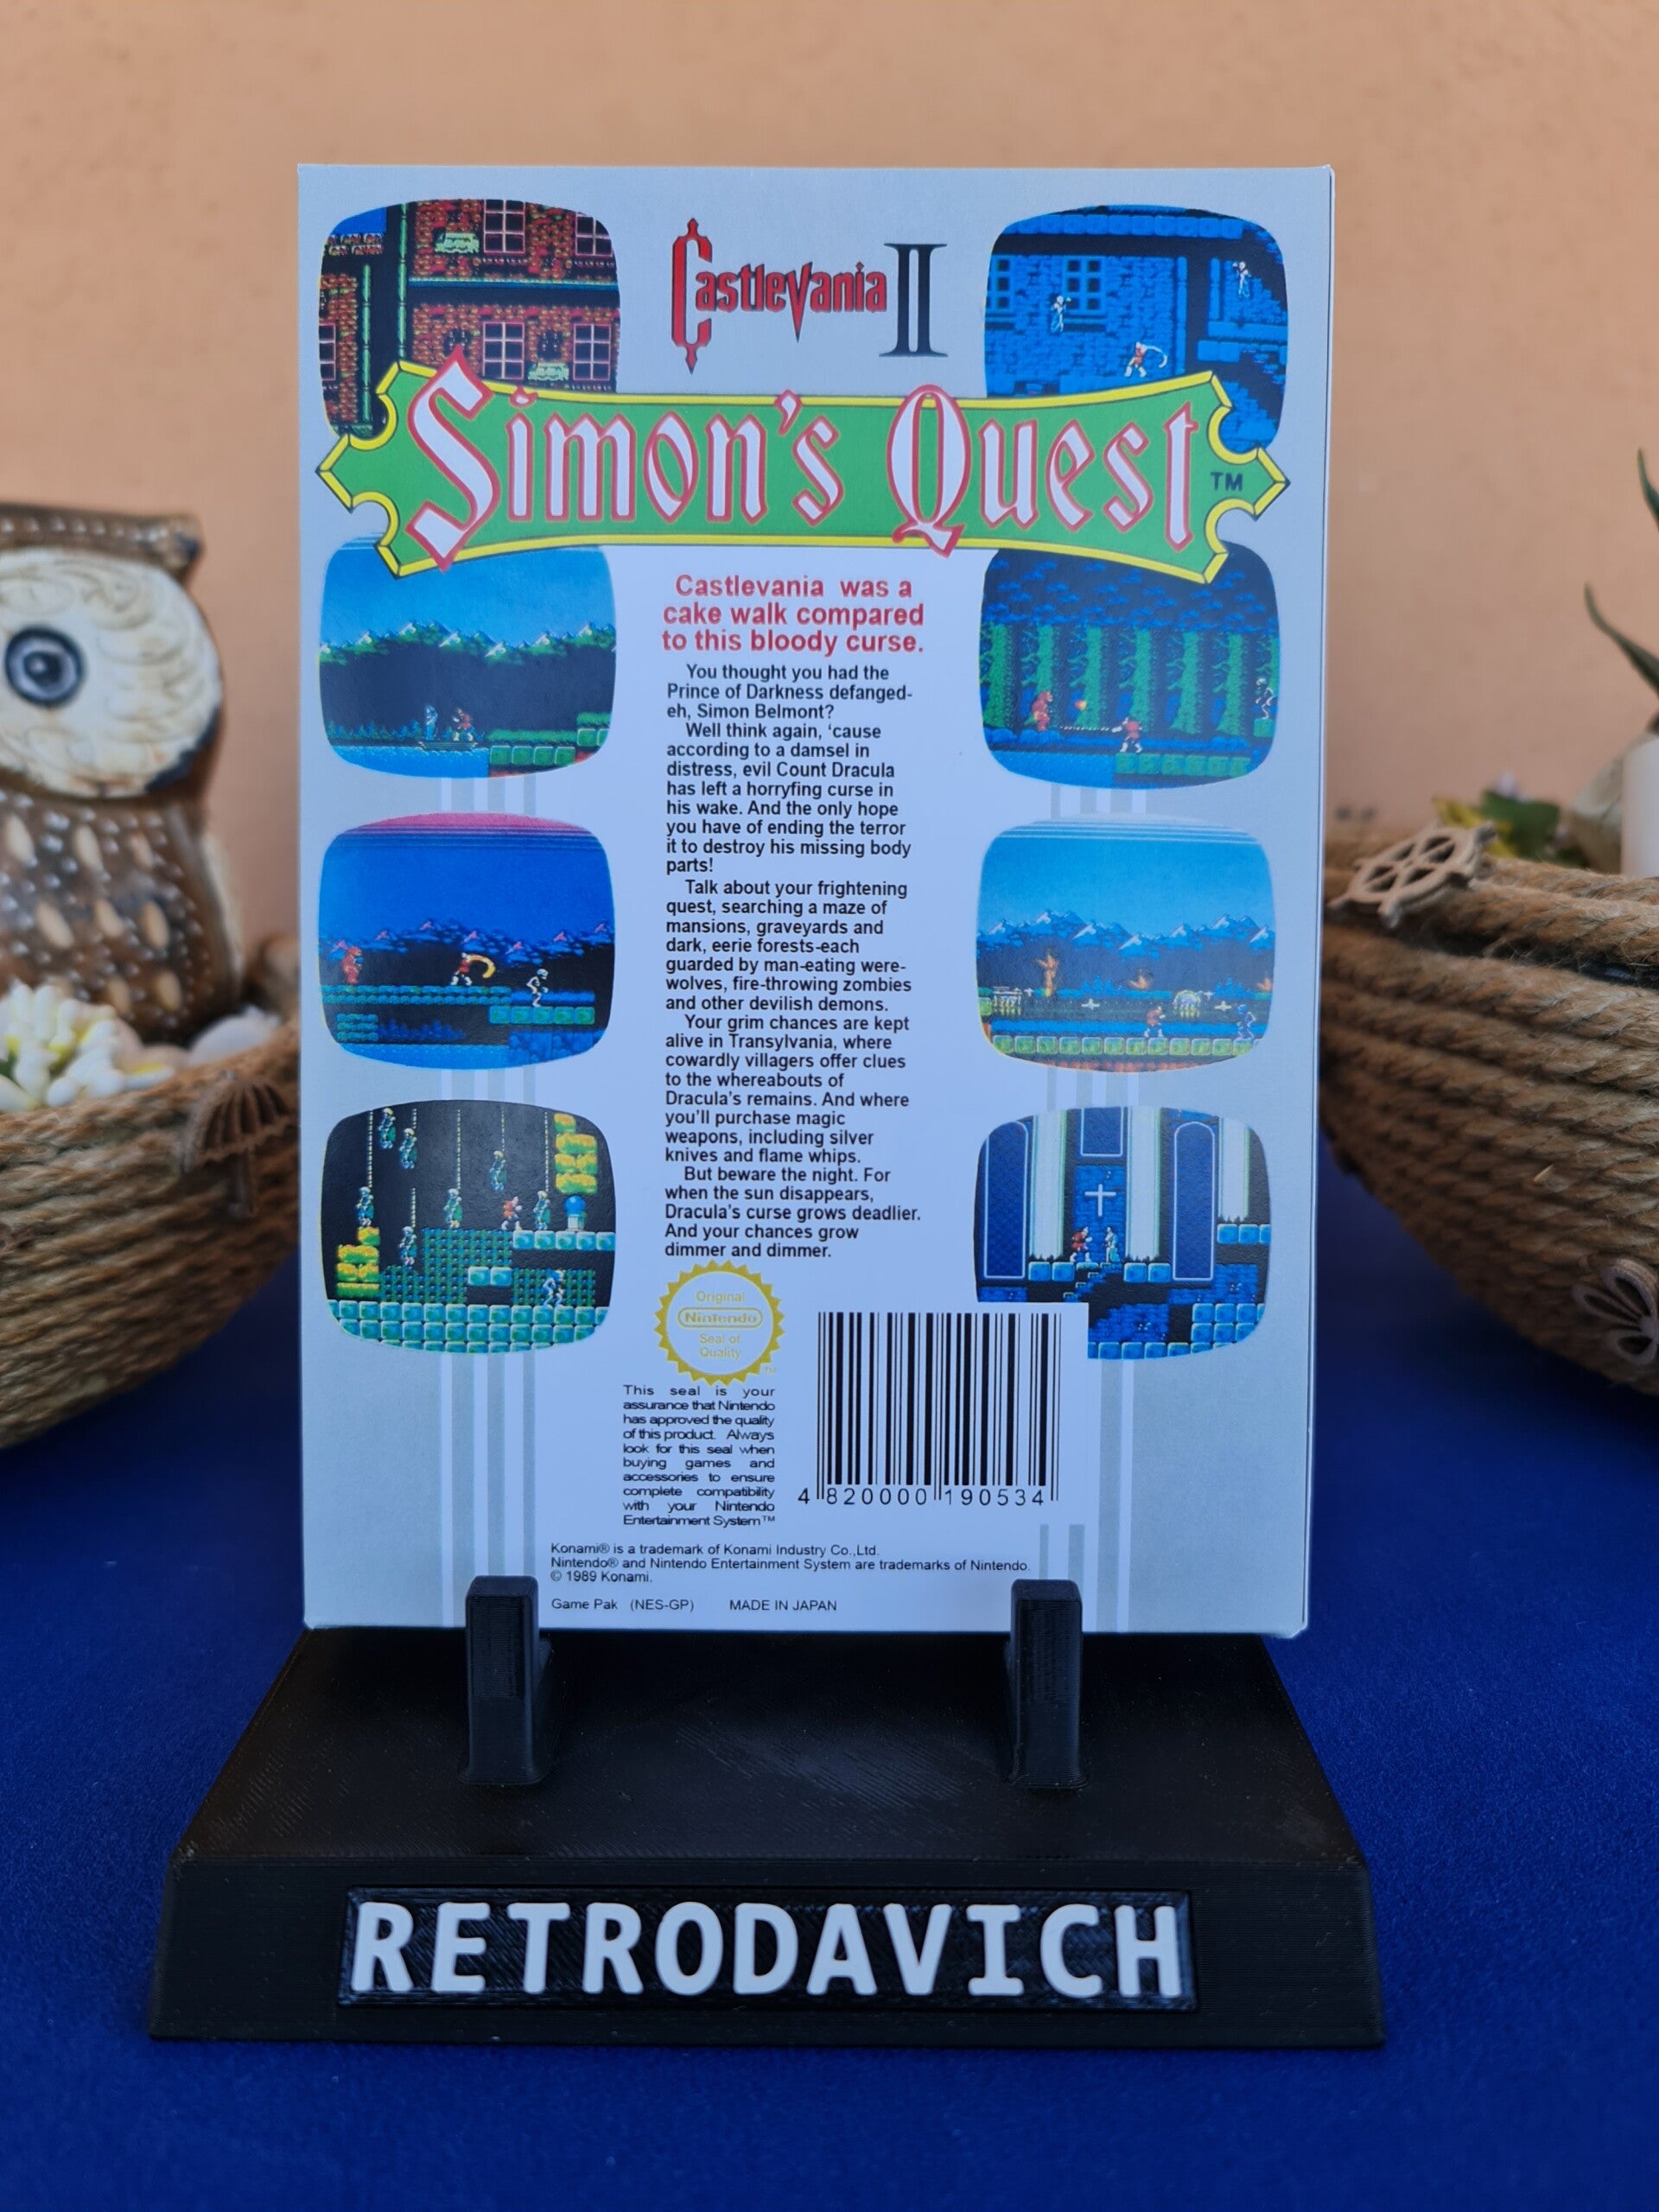 Castlevania II
Simon's Quest TM
Castlevania was a
cake walk compared
to this bloody curse.
You thought you had the
Prince of Darkness defanged-
eh, Simon Belmont?
Well think again, ‘cause
according to a damsel in
distress, evil Count Dracula
has left a horryfing curse in
his wake. And the only hope
you have of ending the terror
it to destroy his missing body
parts!
Talk about your frightening
quest, searching a maze of
mansions, graveyards and
dark, eerie forests-each
guarded by man-eating were-
wolves, fire-throwing zombies
and other devilish demons.
Your grim chances are kept
alive in Transylvania, where
cowardly villagers offer clues
to the whereabouts of
Dracula's remains. And where
you'll purchase magic
weapons, including silver
knives and flame whips.
But beware the night. For
when the sun disappears,
Dracula's curse grows deadlier.
And your chances grow
dimmer and dimmer.
Original
Nintendo
Seal of
Quality
TM
This seal is your
assurance that Nintendo
has approved the quality
of this product. Always
look for this seal when
buying games and
accessories to ensure
complete compatibility
with your Nintendo
Entertainment System™
4 820000 190534
Konami® is a trademark of Konami Industry Co.,Ltd.
Nintendo® and Nintendo Entertainment System are trademarks of Nintendo.
© 1989 Konami.
Game Pak (NES-GP) MADE IN JAPAN
RETRODAVICH